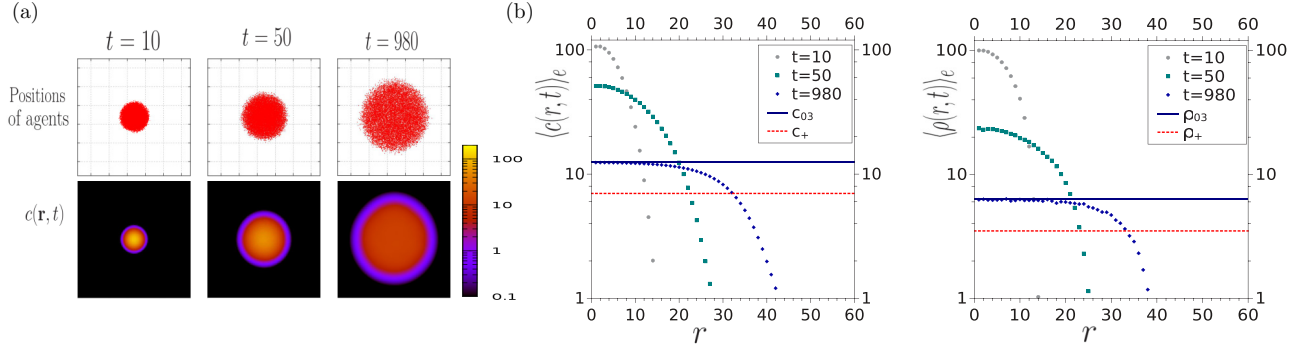 (a)
t = 10 t = 50 t = 980
Positions
of agents
c(r, t)
100
10
1
0.1
(b)
0 10 20 30 40 50 60
100
10
1
⟨c(r, t)⟩e
t=10
t=50
t=980
c03
c+
100
10
1
0 10 20 30 40 50 60
r
0 10 20 30 40 50 60
100
10
1
⟨ρ(r, t)⟩e
t=10
t=50
t=980
ρ03
ρ+
100
10
1
0 10 20 30 40 50 60
r